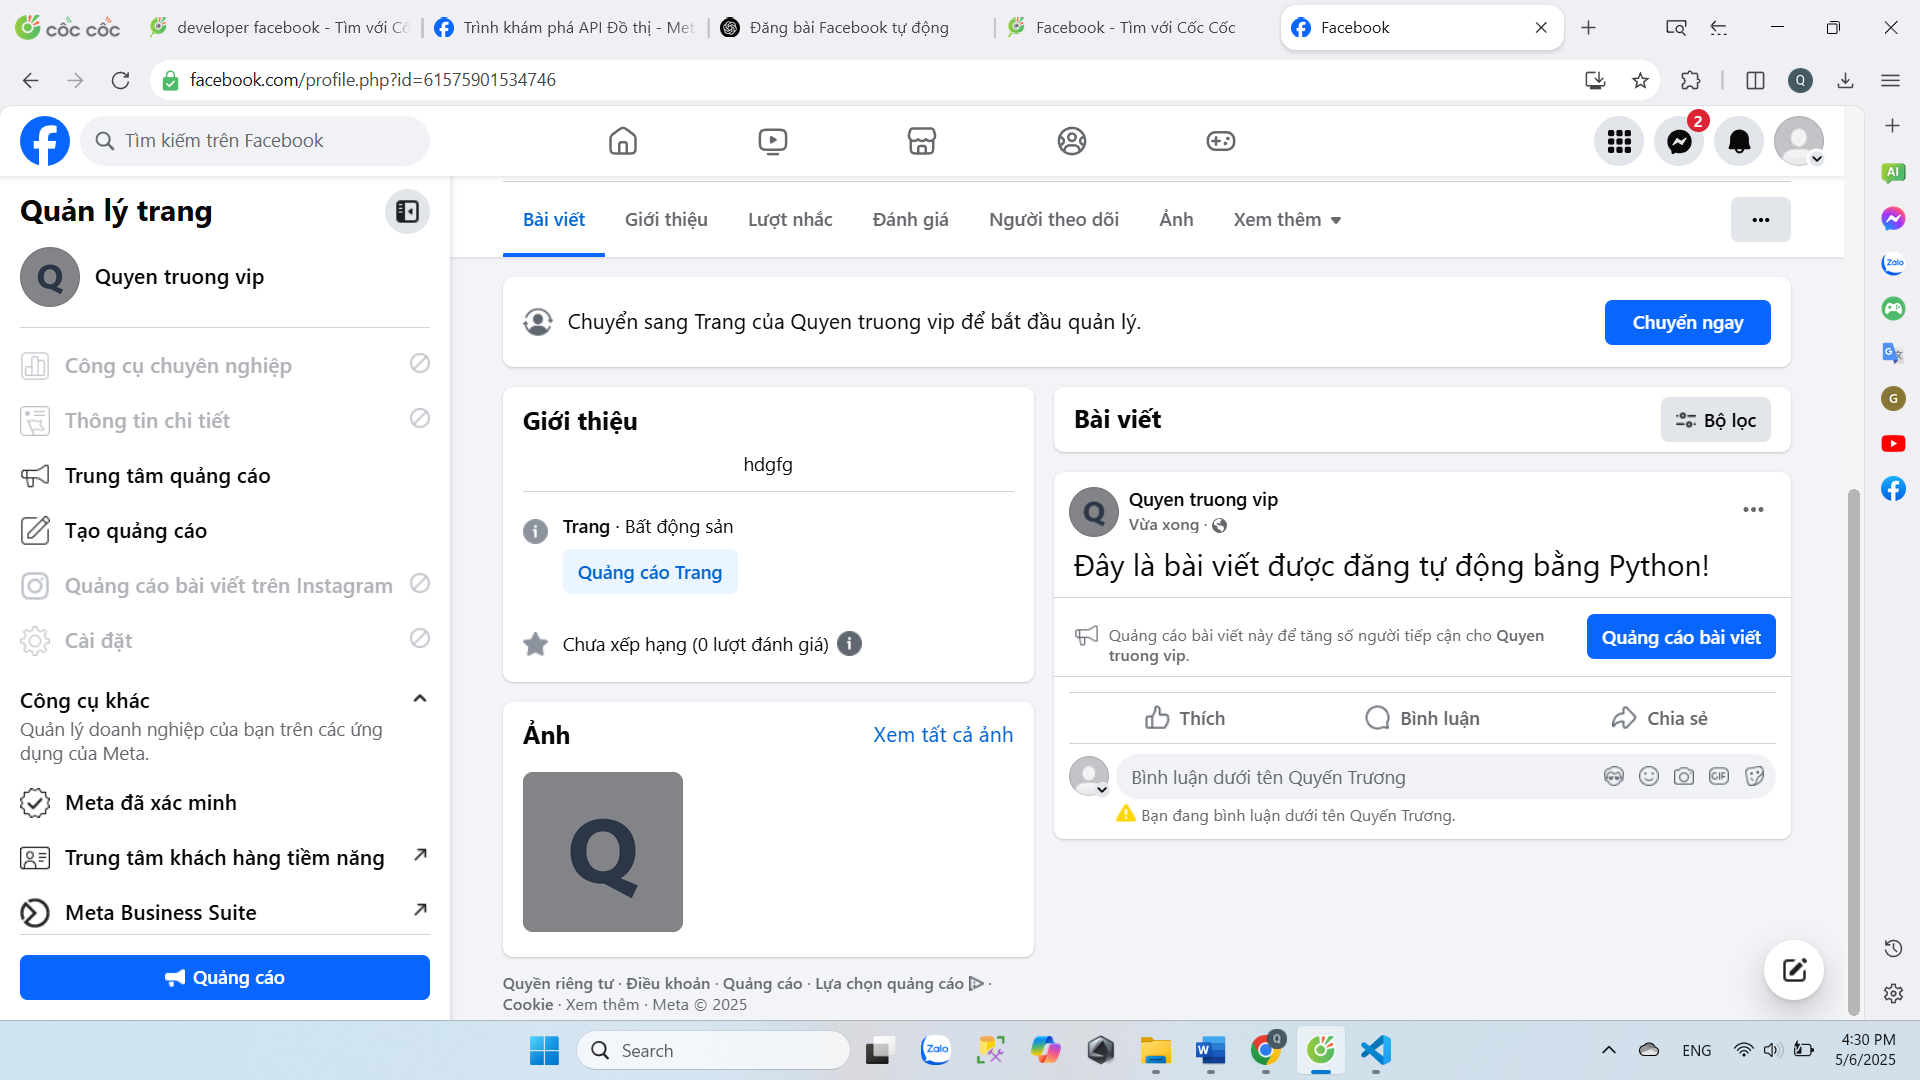 cốc cốc
developer facebook - Tìm với Cố
Trình khám phá API Đồ thị - Met
Đăng bài Facebook tự động
Facebook - Tìm với Cốc Cốc
Facebook
facebook.com/profile.php?id=61575901534746
Q
Tìm kiếm trên Facebook
2
Quản lý trang
Q
Quyen truong vip
Công cụ chuyên nghiệp
Thông tin chi tiết
Trung tâm quảng cáo
Tạo quảng cáo
Quảng cáo bài viết trên Instagram
Cài đặt
Công cụ khác
Quản lý doanh nghiệp của bạn trên các ứng
dụng của Meta.
Meta đã xác minh
Trung tâm khách hàng tiềm năng
Meta Business Suite
Quảng cáo
Bài viết
Giới thiệu
Lượt nhắc
Đánh giá
Người theo dõi
Ảnh
Xem thêm
Chuyển sang Trang của Quyen truong vip để bắt đầu quản lý.
Chuyển ngay
Giới thiệu
hdgfg
Trang · Bất động sản
Quảng cáo Trang
Chưa xếp hạng (0 lượt đánh giá)
Ảnh
Xem tất cả ảnh
Q
Quyền riêng tư · Điều khoản · Quảng cáo · Lựa chọn quảng cáo ·
Cookie · Xem thêm · Meta © 2025
Bài viết
Bộ lọc
Q
Quyen truong vip
Vừa xong ·
Đây là bài viết được đăng tự động bằng Python!
Quảng cáo bài viết này để tăng số người tiếp cận cho Quyen
truong vip.
Quảng cáo bài viết
Thích
Bình luận
Chia sẻ
Bình luận dưới tên Quyến Trương
GIF
Bạn đang bình luận dưới tên Quyến Trương.
AI
Zalo
G
G
Search
Zalo
W
Q
ENG
4:30 PM
5/6/2025